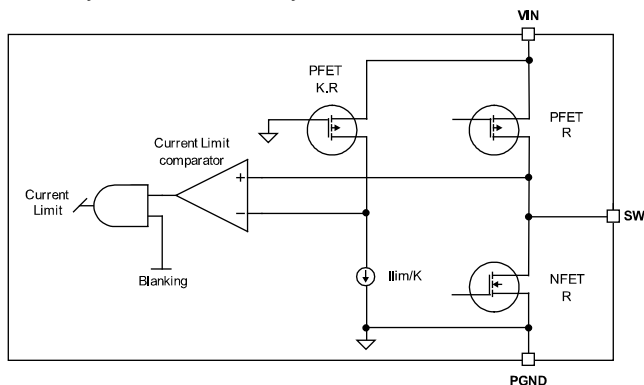 VIN
PFET
K.R
PFET
R
Current Limit
comparator
+
−
Current
Limit
SW
Blanking
Ilim/K
NFET
R
PGND